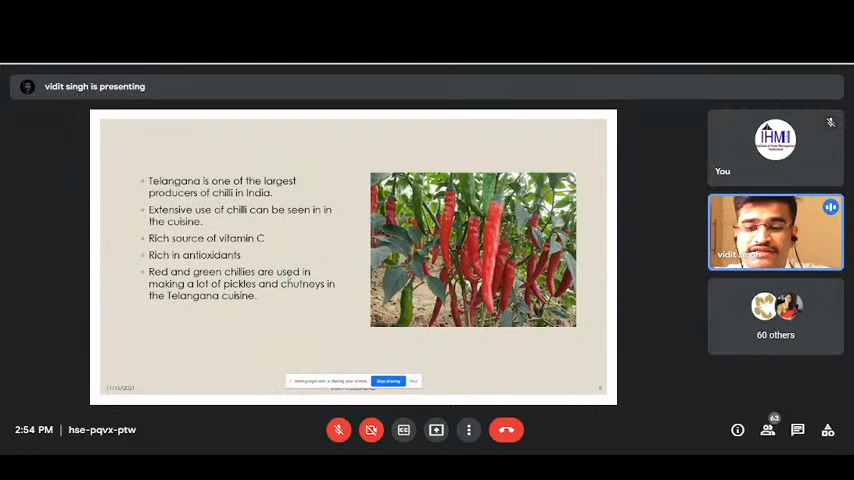 vidit singh is presenting
Telangana is one of the largest
producers of chilli in India.
Extensive use of chilli can be seen in in
the cuisine.
Rich source of vitamin C
Rich in antioxidants
Red and green chillies are used in
making a lot of pickles and chutneys in
the Telangana cuisine.
Stop sharing
Hide
IHM
You
vidit singh
60 others
2:54 PM | hse-pqvx-ptw
63